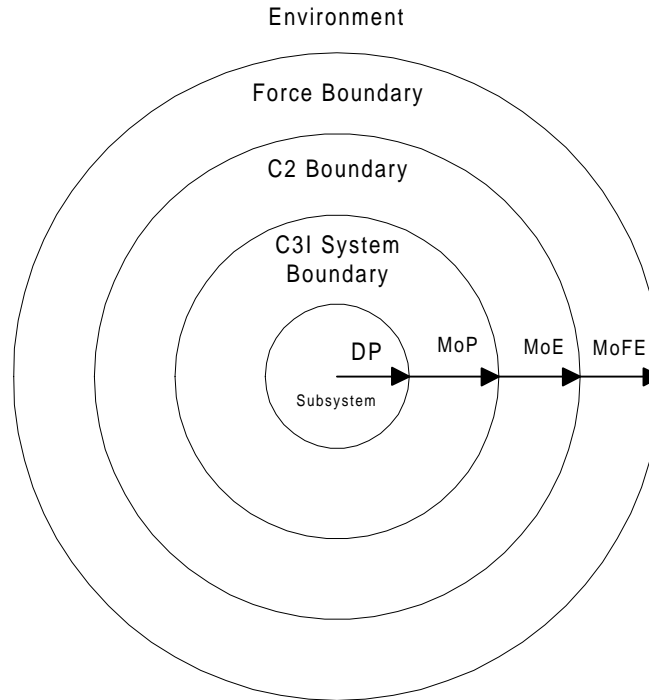 Environment
Force Boundary
C2 Boundary
C3I System
Boundary
DP
MoP
MoE
MoFE
Subsystem